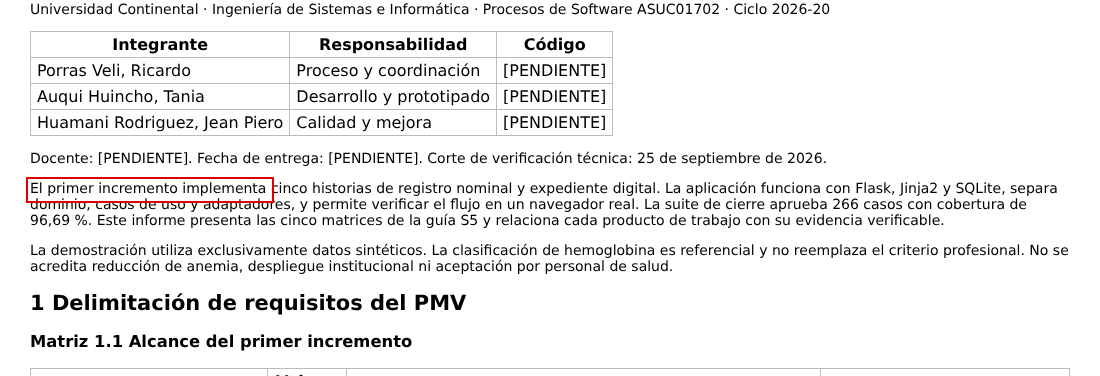 Universidad Continental · Ingeniería de Sistemas e Informática · Procesos de Software ASUC01702 · Ciclo 2026-20
Integrante Responsabilidad Código
Porras Veli, Ricardo Proceso y coordinación [PENDIENTE]
Auqui Huincho, Tania Desarrollo y prototipado [PENDIENTE]
Huamani Rodriguez, Jean Piero Calidad y mejora [PENDIENTE]
Docente: [PENDIENTE]. Fecha de entrega: [PENDIENTE]. Corte de verificación técnica: 25 de septiembre de 2026.
El primer incremento implementa cinco historias de registro nominal y expediente digital. La aplicación funciona con Flask, Jinja2 y SQLite, separa
dominio, casos de uso y adaptadores, y permite verificar el flujo en un navegador real. La suite de cierre aprueba 266 casos con cobertura de
96,69 %. Este informe presenta las cinco matrices de la guía S5 y relaciona cada producto de trabajo con su evidencia verificable.
La demostración utiliza exclusivamente datos sintéticos. La clasificación de hemoglobina es referencial y no reemplaza el criterio profesional. No se
acredita reducción de anemia, despliegue institucional ni aceptación por personal de salud.
1 Delimitación de requisitos del PMV
Matriz 1.1 Alcance del primer incremento